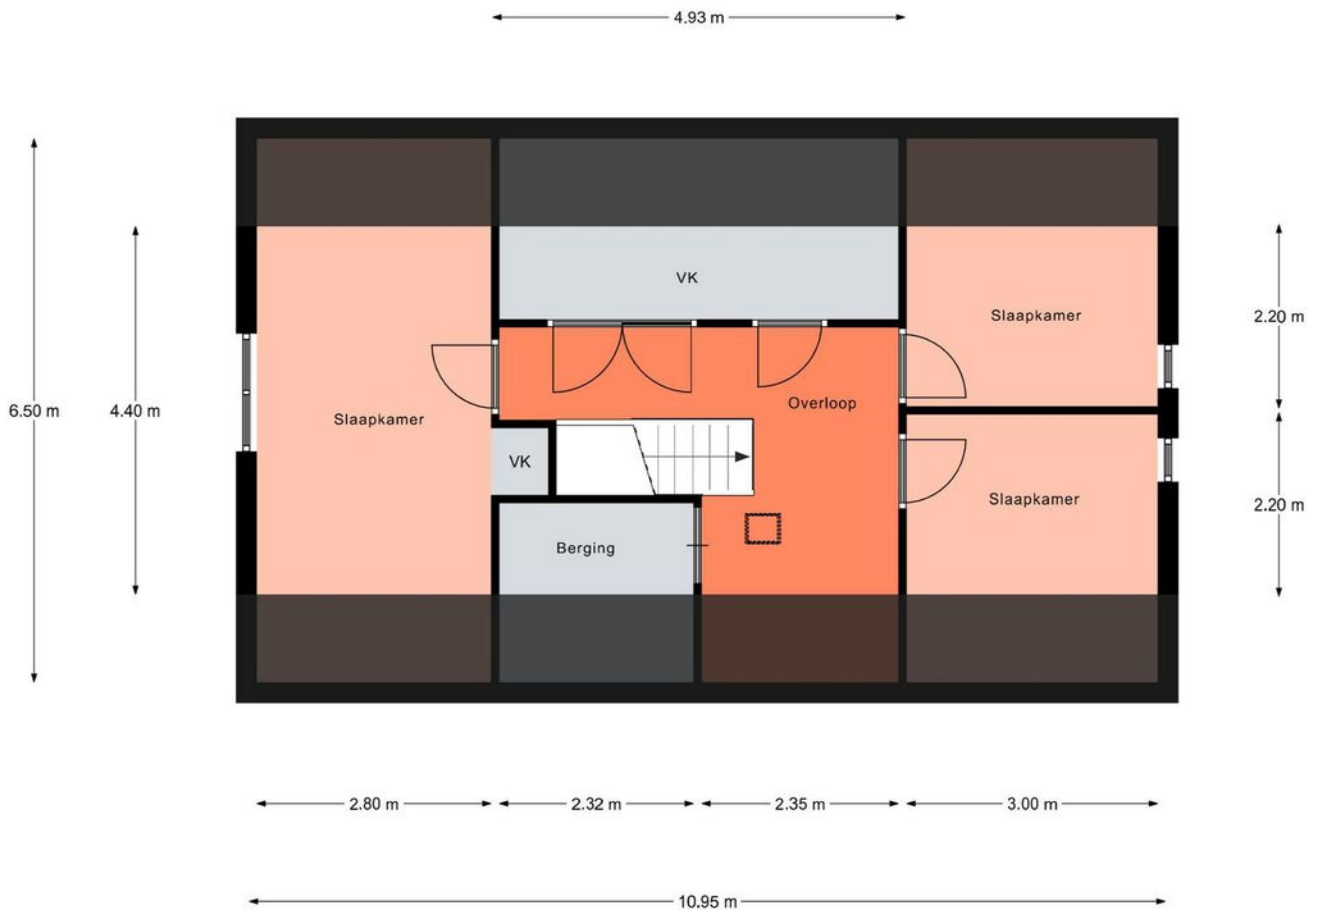 4.93 m
VK
Slaapkamer
2.20 m
6.50 m
4.40 m
Slaapkamer
Overloop
VK
Slaapkamer
2.20 m
Berging
2.80 m
2.32 m
2.35 m
3.00 m
10.95 m